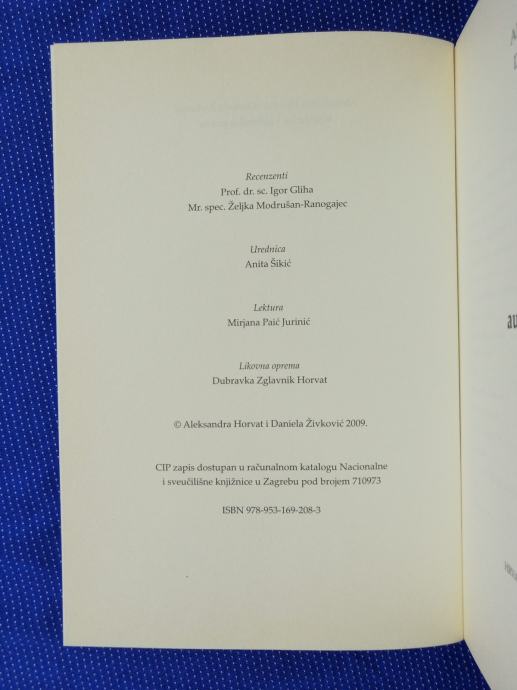 Recenzenti
Prof. dr. sc. Igor Gliha
Mr. spec. Željka Modrušan-Ranogajec
Urednica
Anita Šikić
Lektura
Mirjana Paić Jurinić
Likovna oprema
Dubravka Zglavnik Horvat
© Aleksandra Horvat i Daniela Živković 2009.
CIP zapis dostupan u računalnom katalogu Nacionalne
i sveučilišne knjižnice u Zagrebu pod brojem 710973
ISBN 978-953-169-208-3